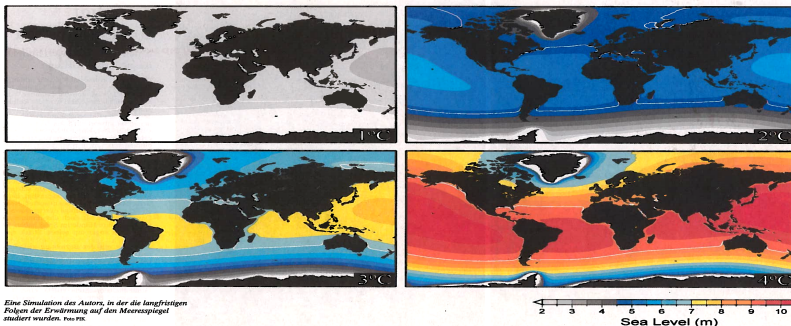 1°C
2°C
3°C
4°C
Eine Simulation des Autors, in der die langfristigen
Folgen der Erwärmung auf den Meeresspiegel
studiert wurden. Foto PIK
<2 3 4 5 6 7 8 9 10
Sea Level (m)